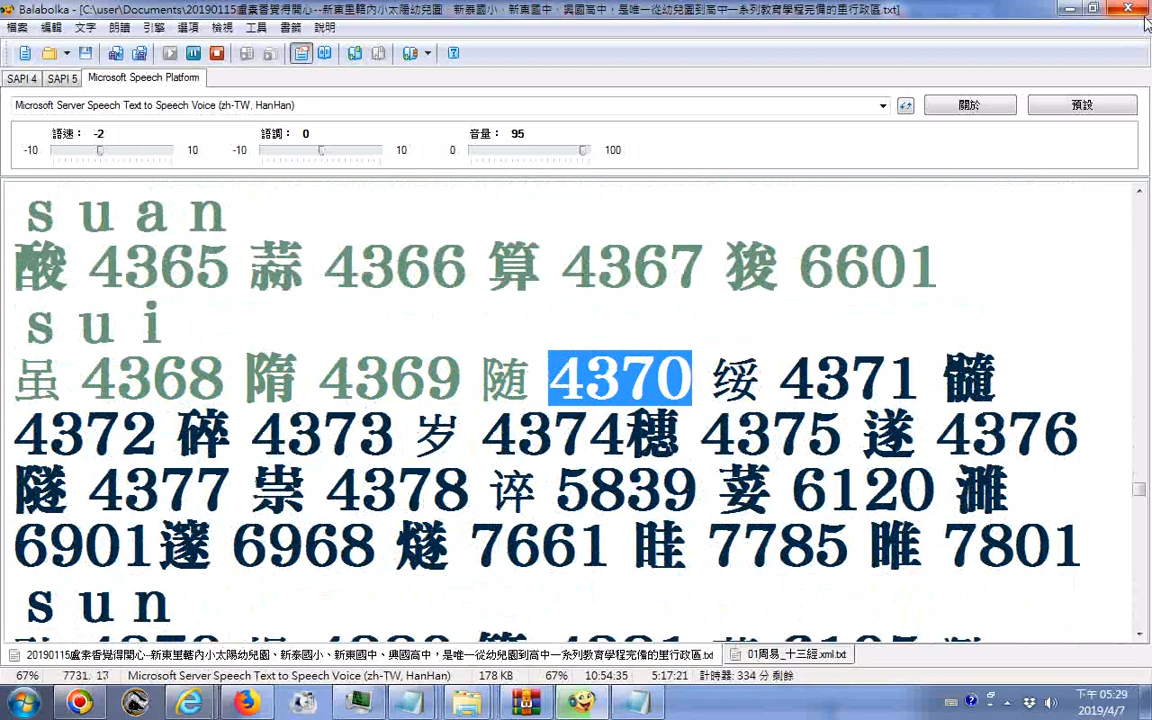 Balabolka - [C:\user\Documents\20190115盧素香覺得開心--新東里轄內小太陽幼兒園、新泰國小、新東國中、興國高中，是唯一從幼兒園到高中一系列教育學程完備的里行政區.txt]
檔案 編輯 文字 朗讀 引擎 選項 檢視 工具 書籤 說明
SAPI 4 SAPI 5 Microsoft Speech Platform
Microsoft Server Speech Text to Speech Voice (zh-TW, HanHan) 關於 預設
語速： -2 語調： 0 音量： 95
-10 10 -10 10 0 100
s u a n
酸 4365 蒜 4366 算 4367 狻 6601
s u i
虽 4368 隋 4369 随 4370 绥 4371 髓
4372 碎 4373 岁 4374穗 4375 遂 4376
隧 4377 祟 4378 谇 5839 荽 6120 濉
6901邃 6968 燧 7661 眭 7785 睢 7801
s u n
20190115盧素香覺得開心--新東里轄內小太陽幼兒園、新泰國小、新東國中、興國高中，是唯一從幼兒園到高中一系列教育學程完備的里行政區.txt 01周易_十三經.xml.txt
67% 7731: 13 Microsoft Server Speech Text to Speech Voice (zh-TW, HanHan) 178 KB 67% 10:54:35 5:17:21 計時器: 334 分 剩餘
下午 05:29
2019/4/7